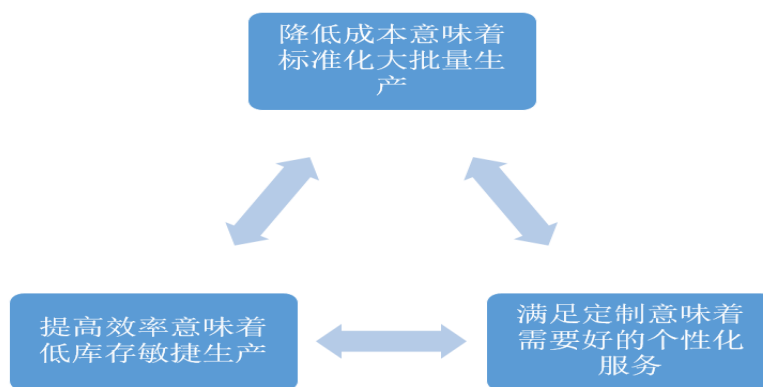 降低成本意味着
标准化大批量生
产
提高效率意味着
低库存敏捷生产
满足定制意味着
需要好的个性化
服务